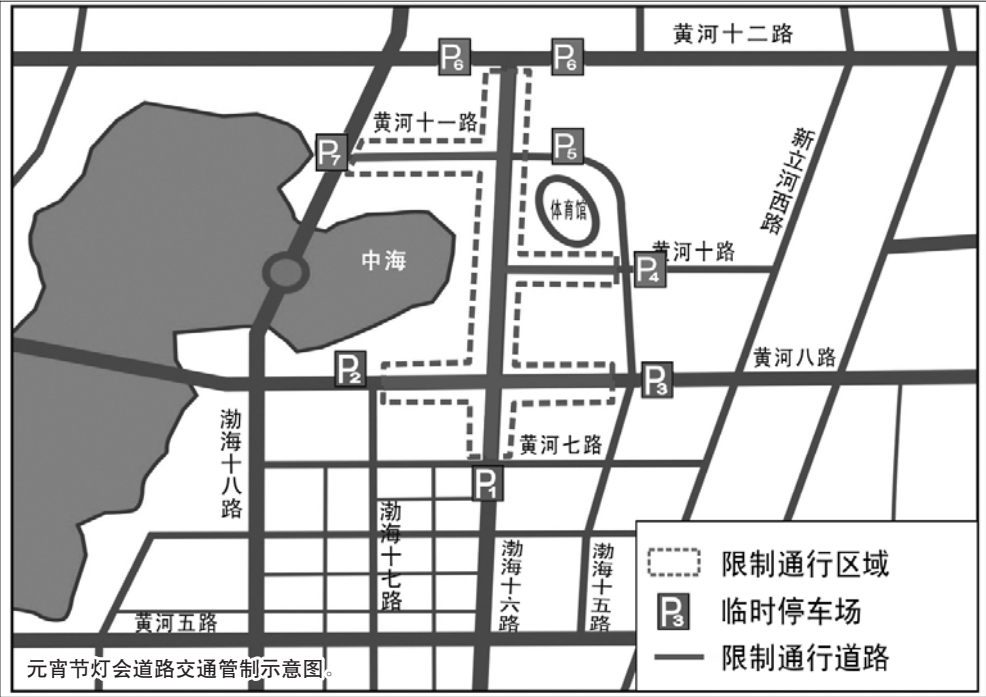 黄河十二路
P6
P6
黄河十一路
P7
P5
新立河西路
体育馆
中海
黄河十路
P4
P2
黄河八路
P3
渤海十八路
黄河七路
P1
渤海十七路
渤海十六路
渤海十五路
黄河五路
限制通行区域
P3
临时停车场
限制通行道路
元宵节灯会道路交通管制示意图。